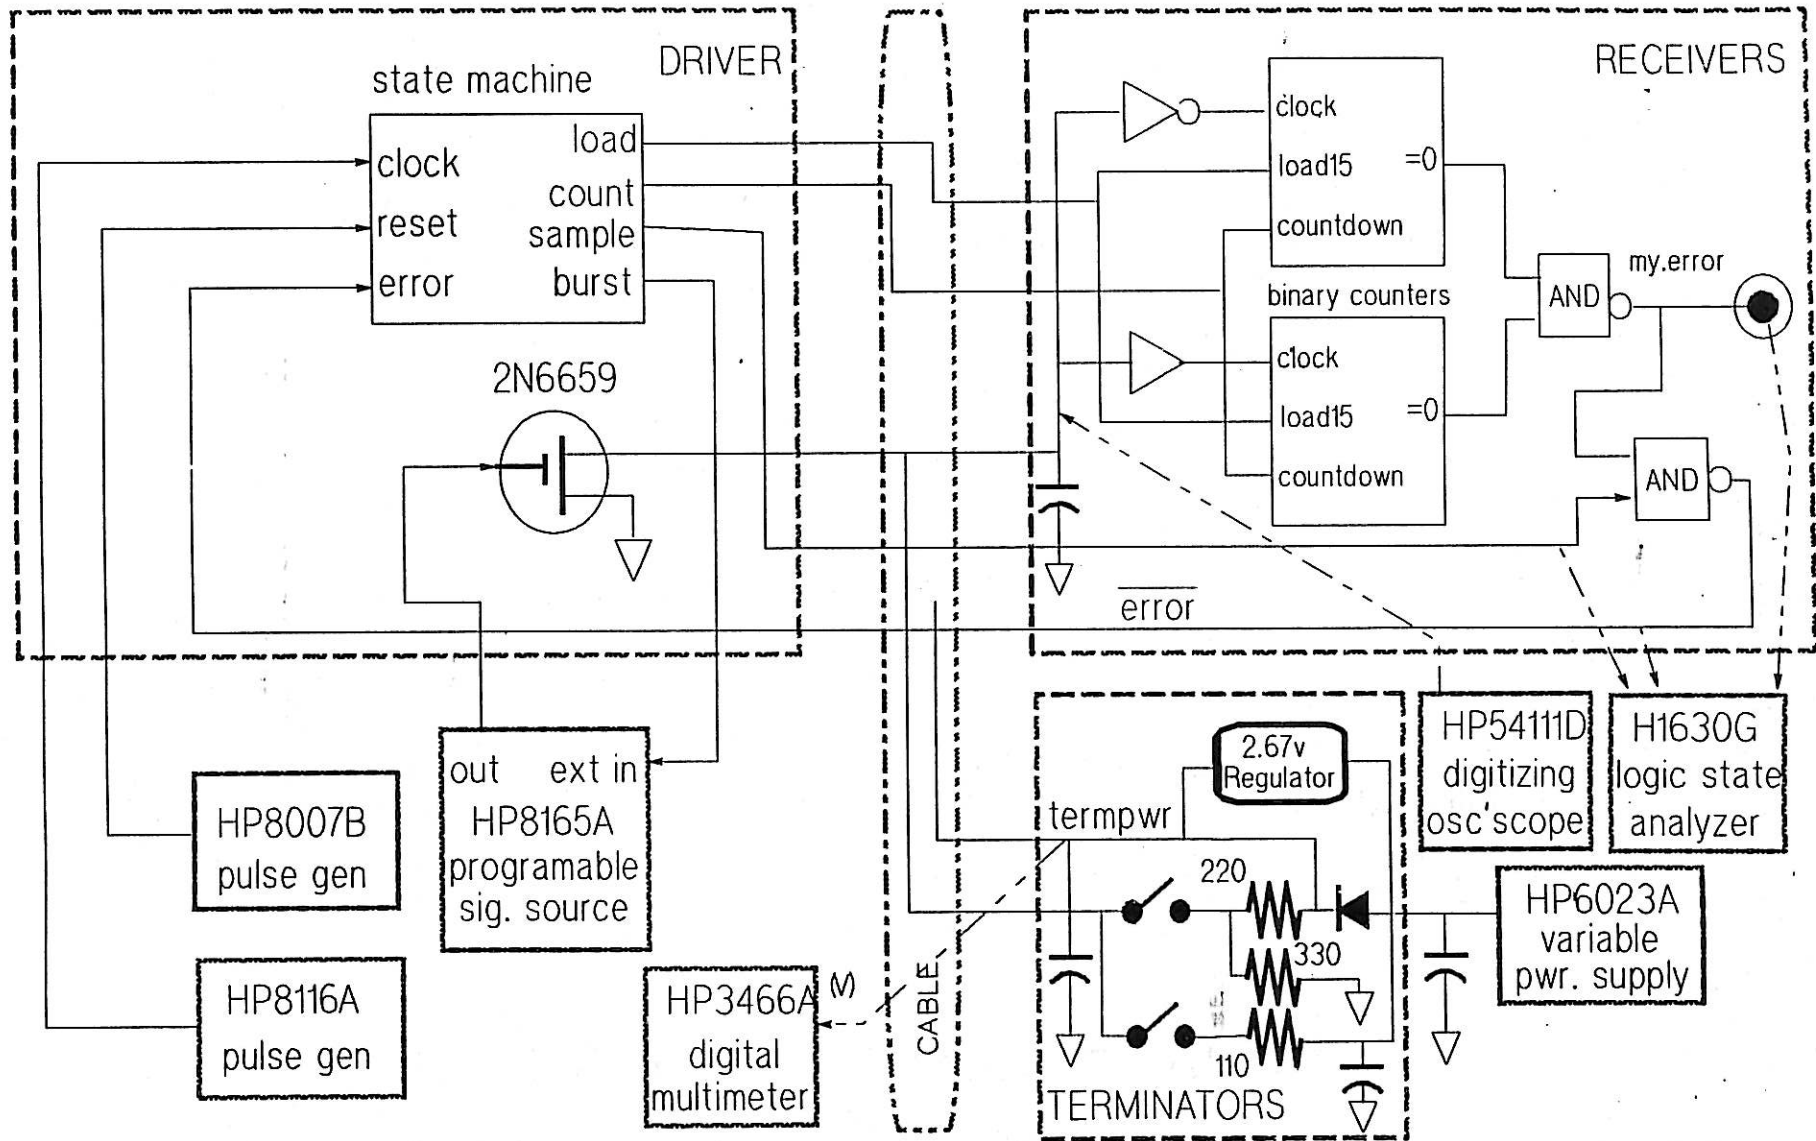 DRIVER
state machine
clock
reset
error
load
count
sample
burst
2N6659
RECEIVERS
clock
load15
countdown
=0
binary counters
clock
load15
countdown
=0
AND
my.error
AND
error
HP8007B
pulse gen
HP8116A
pulse gen
out ext in
HP8165A
programable
sig. source
HP3466A
digital
multimeter
(V)
CABLE
2.67v
Regulator
termpwr
220
330
110
TERMINATORS
HP54111D
digitizing
osc'scope
H1630G
logic state
analyzer
HP6023A
variable
pwr. supply